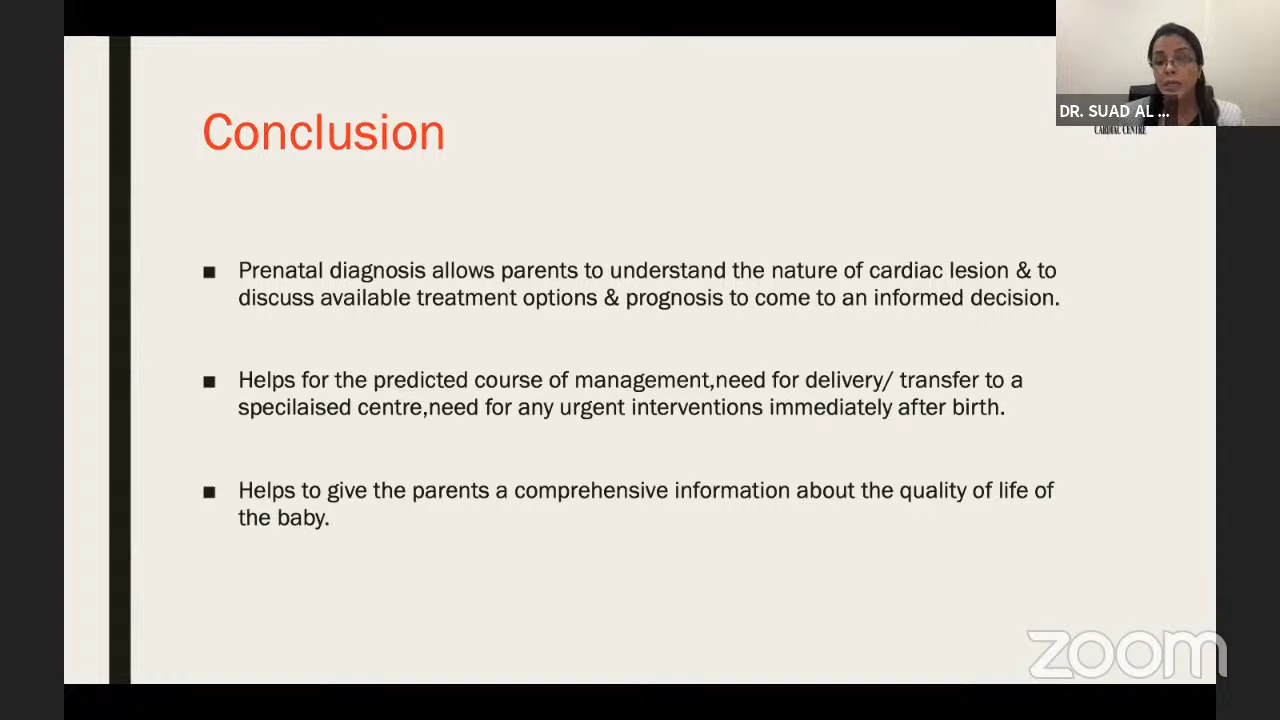 DR. SUAD AL ...
CARDIAC CENTRE
Conclusion
■ Prenatal diagnosis allows parents to understand the nature of cardiac lesion & to
discuss available treatment options & prognosis to come to an informed decision.
■ Helps for the predicted course of management,need for delivery/ transfer to a
specilaised centre,need for any urgent interventions immediately after birth.
■ Helps to give the parents a comprehensive information about the quality of life of
the baby.
zoom